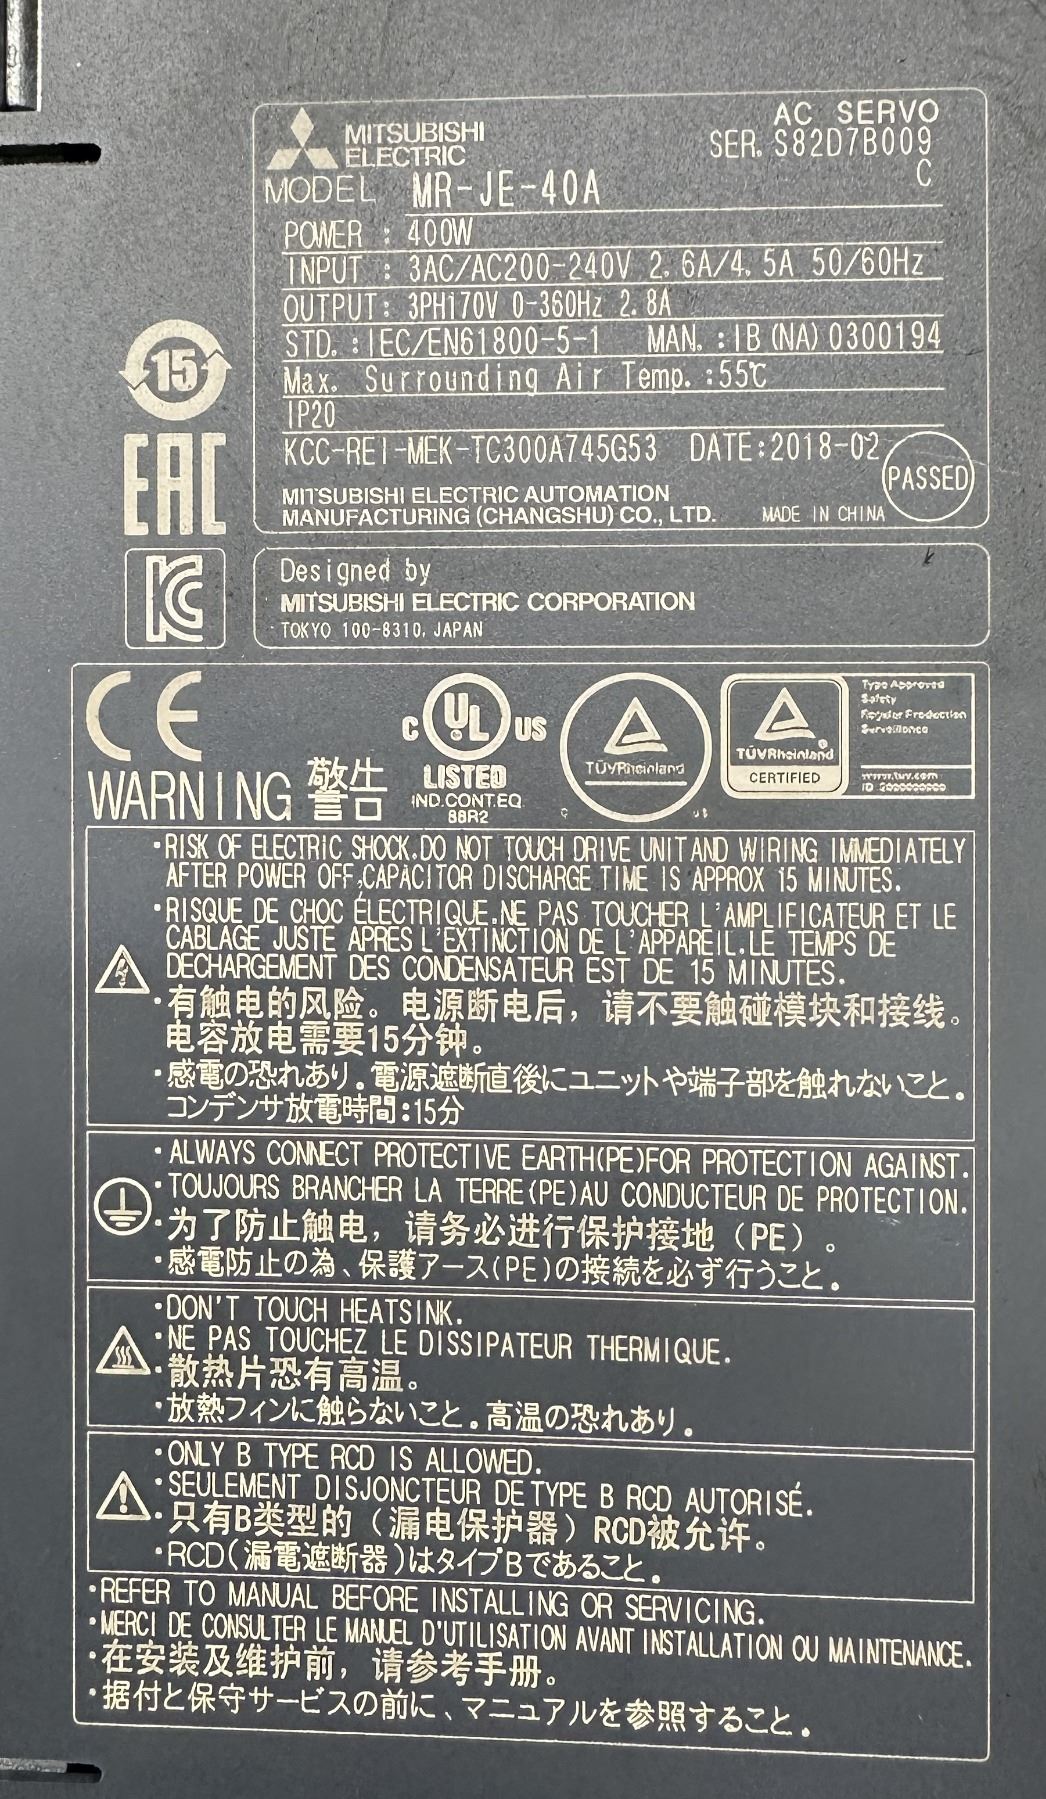 MITSUBISHI
ELECTRIC
AC SERVO
SER. S82D7B009
C
MODEL MR-JE-40A
POWER : 400W
INPUT : 3AC/AC200-240V 2.6A/4.5A 50/60Hz
OUTPUT: 3PH170V 0-360Hz 2.8A
STD. : IEC/EN61800-5-1 MAN. : IB(NA)0300194
Max. Surrounding Air Temp. :55℃
IP20
KCC-REI-MEK-TC300A745G53 DATE:2018-02
PASSED
MITSUBISHI ELECTRIC AUTOMATION
MANUFACTURING (CHANGSHU) CO., LTD. MADE IN CHINA
15
EAC
Designed by
MITSUBISHI ELECTRIC CORPORATION
TOKYO 100-8310, JAPAN
CE
C UL US
LISTED
IND.CONT.EQ
88R2
TÜVRheinland
TÜVRheinland
CERTIFIED
Type Approved
Safety
Regular Production
Surveillance
www.tuv.com
WARNING 警告
・RISK OF ELECTRIC SHOCK.DO NOT TOUCH DRIVE UNIT AND WIRING IMMEDIATELY
AFTER POWER OFF,CAPACITOR DISCHARGE TIME IS APPROX 15 MINUTES.
・RISQUE DE CHOC ÉLECTRIQUE.NE PAS TOUCHER L'AMPLIFICATEUR ET LE
CABLAGE JUSTE APRES L'EXTINCTION DE L'APPAREIL.LE TEMPS DE
DECHARGEMENT DES CONDENSATEUR EST DE 15 MINUTES.
・有触电的风险。电源断电后，请不要触碰模块和接线。
电容放电需要15分钟。
・感電の恐れあり。電源遮断直後にユニットや端子部を触れないこと。
コンデンサ放電時間:15分
・ALWAYS CONNECT PROTECTIVE EARTH(PE)FOR PROTECTION AGAINST.
・TOUJOURS BRANCHER LA TERRE(PE)AU CONDUCTEUR DE PROTECTION.
・为了防止触电，请务必进行保护接地（PE）。
・感電防止の為、保護アース(PE)の接続を必ず行うこと。
・DON'T TOUCH HEATSINK.
・NE PAS TOUCHEZ LE DISSIPATEUR THERMIQUE.
・散热片恐有高温。
・放熱フィンに触らないこと。高温の恐れあり。
・ONLY B TYPE RCD IS ALLOWED.
・SEULEMENT DISJONCTEUR DE TYPE B RCD AUTORISÉ.
・只有B类型的（漏电保护器）RCD被允许。
・RCD(漏電遮断器)はタイプBであること。
・REFER TO MANUAL BEFORE INSTALLING OR SERVICING.
・MERCI DE CONSULTER LE MANUEL D'UTILISATION AVANT INSTALLATION OU MAINTENANCE.
・在安装及维护前，请参考手册。
・据付と保守サービスの前に、マニュアルを参照すること。